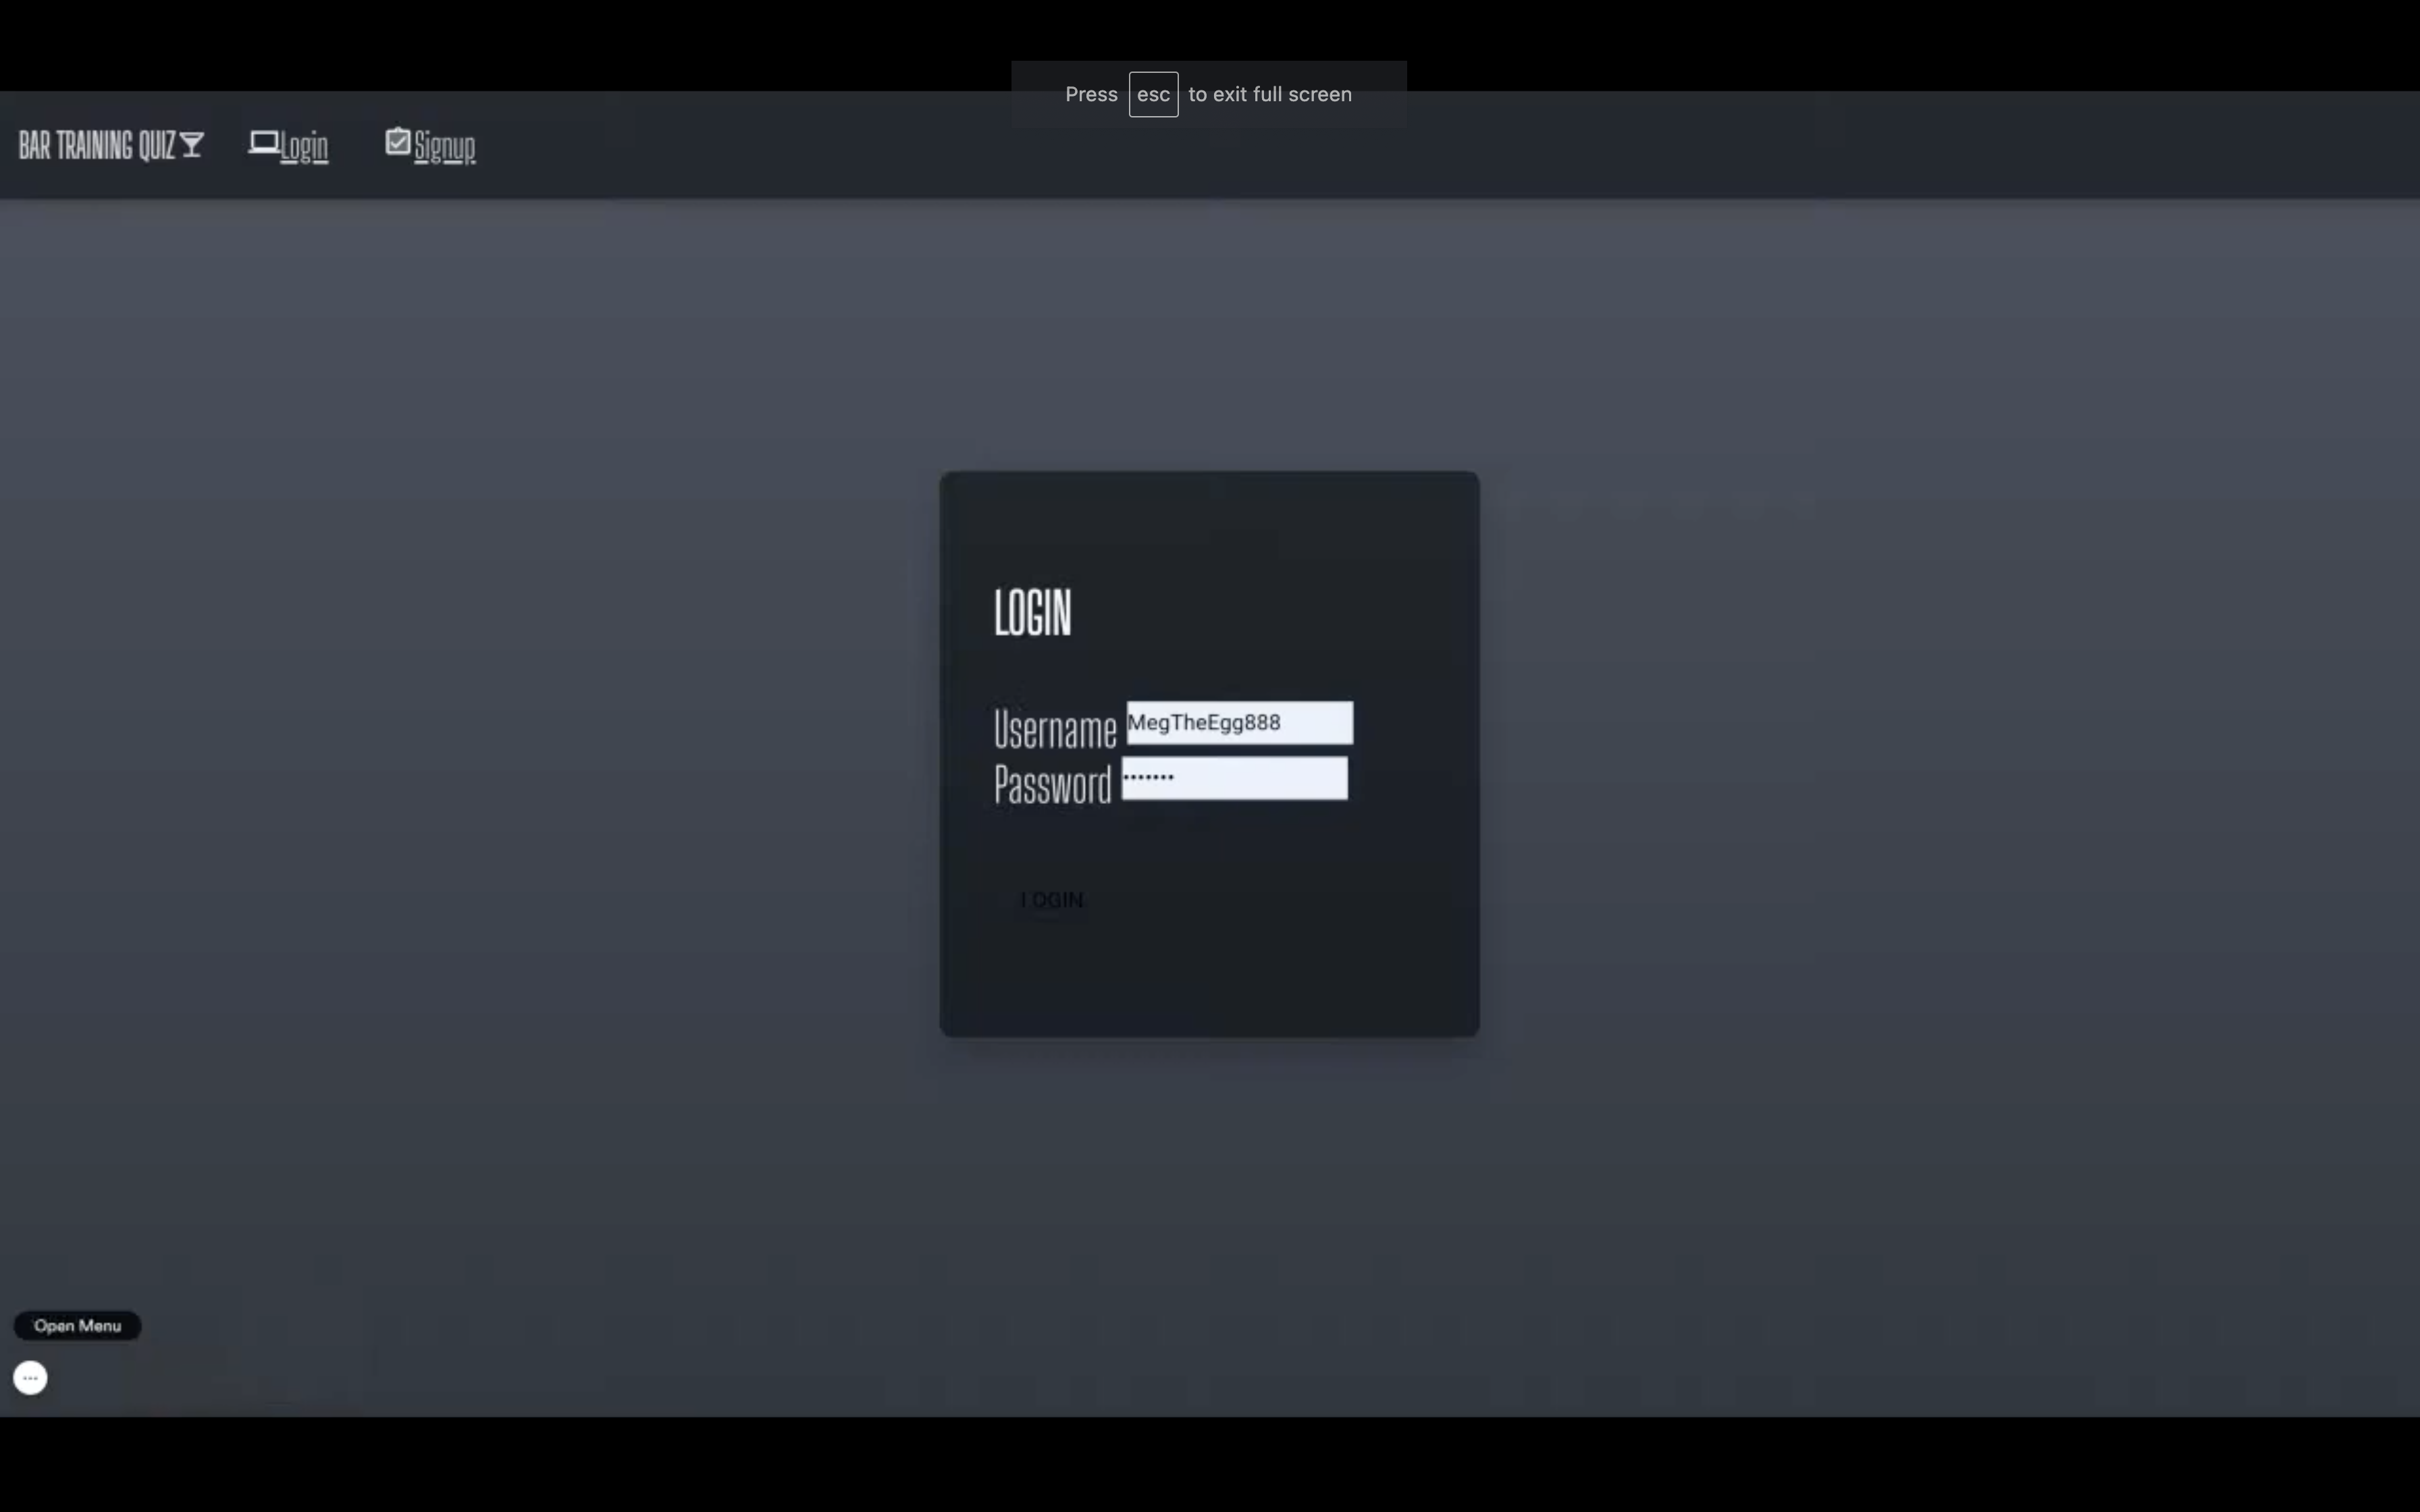 Press esc to exit full screen
BAR TRAINING QUIZ Login Signup
LOGIN
Username MegTheEgg888
Password •••••••
LOGIN
Open Menu